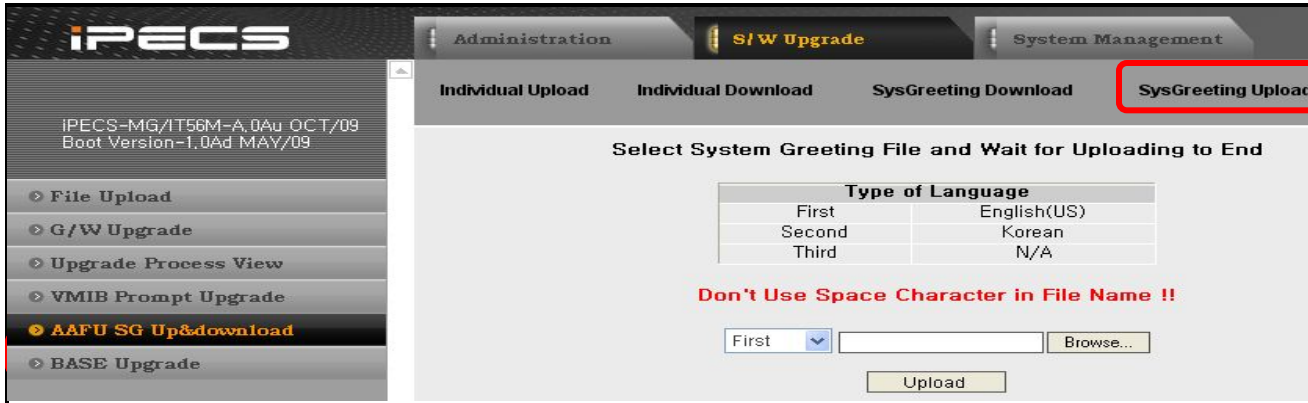 iPECS
Administration S/W Upgrade System Management
Individual Upload Individual Download SysGreeting Download SysGreeting Upload
iPECS-MG/IT56M-A.0Au OCT/09
Boot Version-1.0Ad MAY/09
File Upload
G/W Upgrade
Upgrade Process View
VMIB Prompt Upgrade
AAFU SG Up&download
BASE Upgrade
Select System Greeting File and Wait for Uploading to End
Type of Language
First English(US)
Second Korean
Third N/A
Don't Use Space Character in File Name !!
First Browse...
Upload